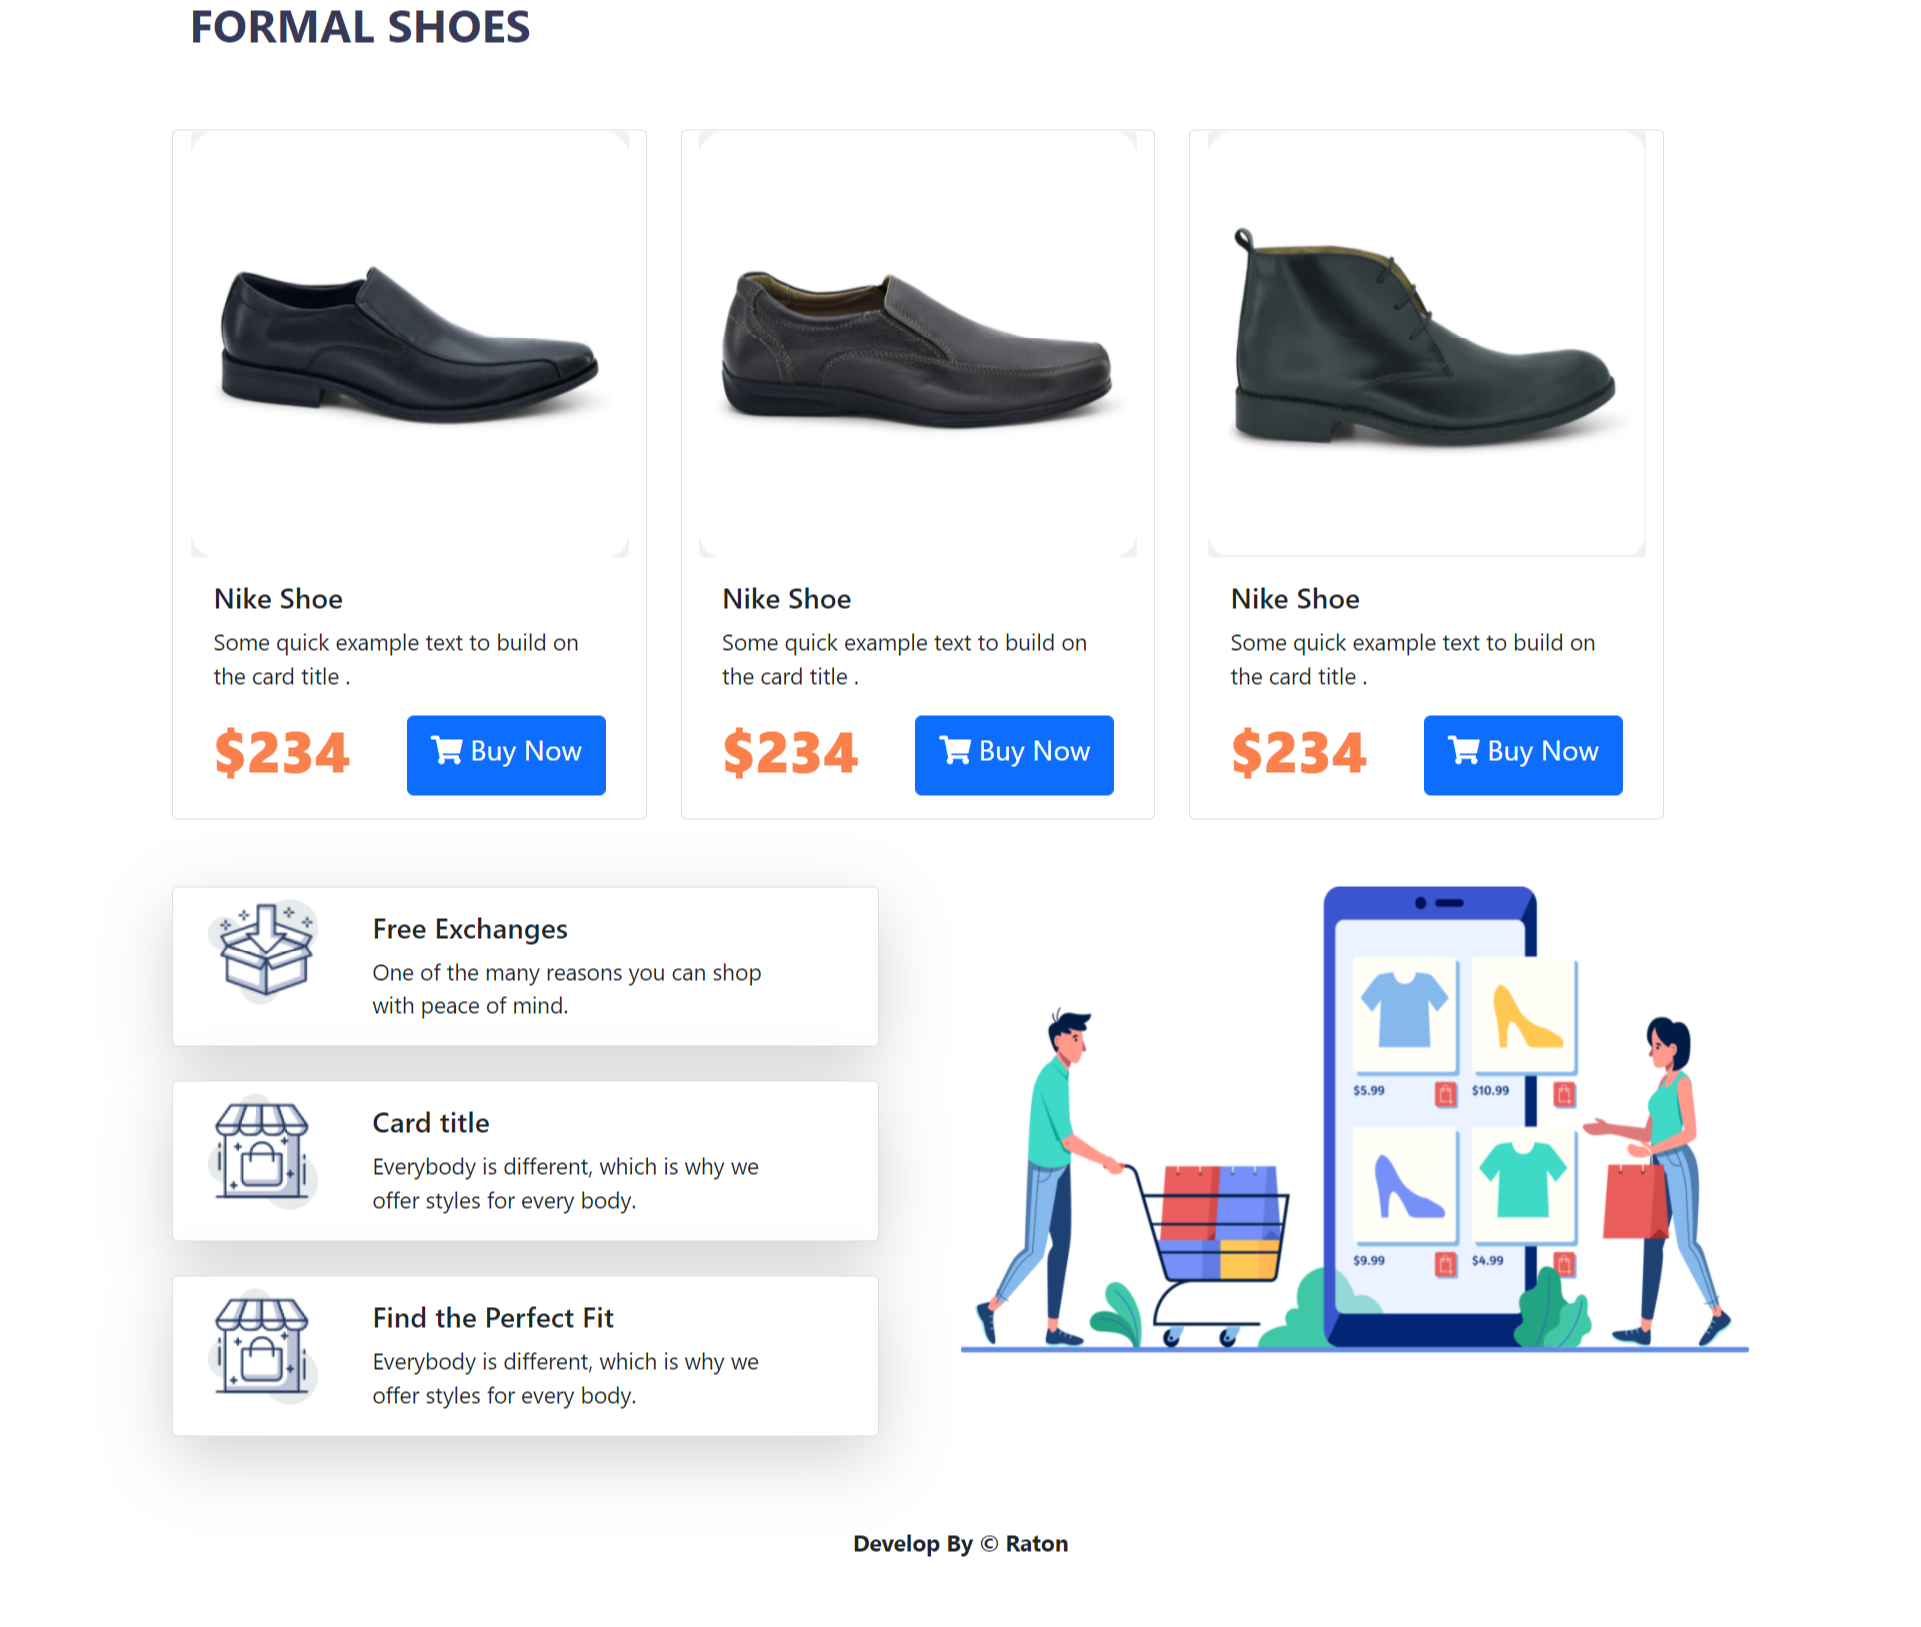 FORMAL SHOES
Nike Shoe
Some quick example text to build on
the card title .
$234
Buy Now
Nike Shoe
Some quick example text to build on
the card title .
$234
Buy Now
Nike Shoe
Some quick example text to build on
the card title .
$234
Buy Now
Free Exchanges
One of the many reasons you can shop
with peace of mind.
Card title
Everybody is different, which is why we
offer styles for every body.
Find the Perfect Fit
Everybody is different, which is why we
offer styles for every body.
$5.99
$10.99
$9.99
$4.99
Develop By © Raton